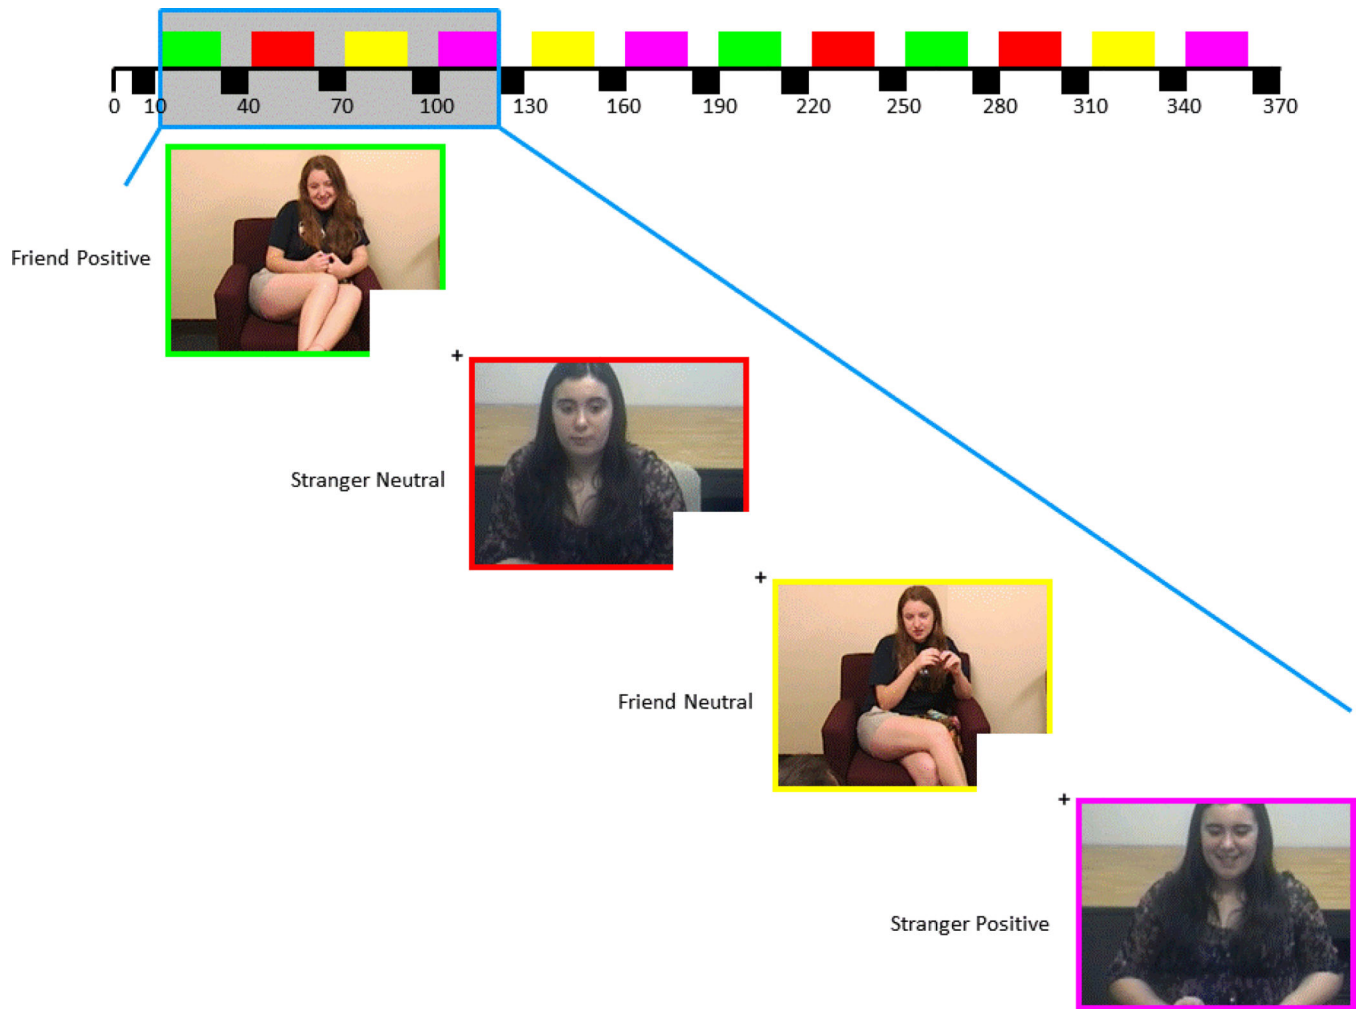 0 10 40 70 100 130 160 190 220 250 280 310 340 370
Friend Positive
+
Stranger Neutral
+
Friend Neutral
+
Stranger Positive